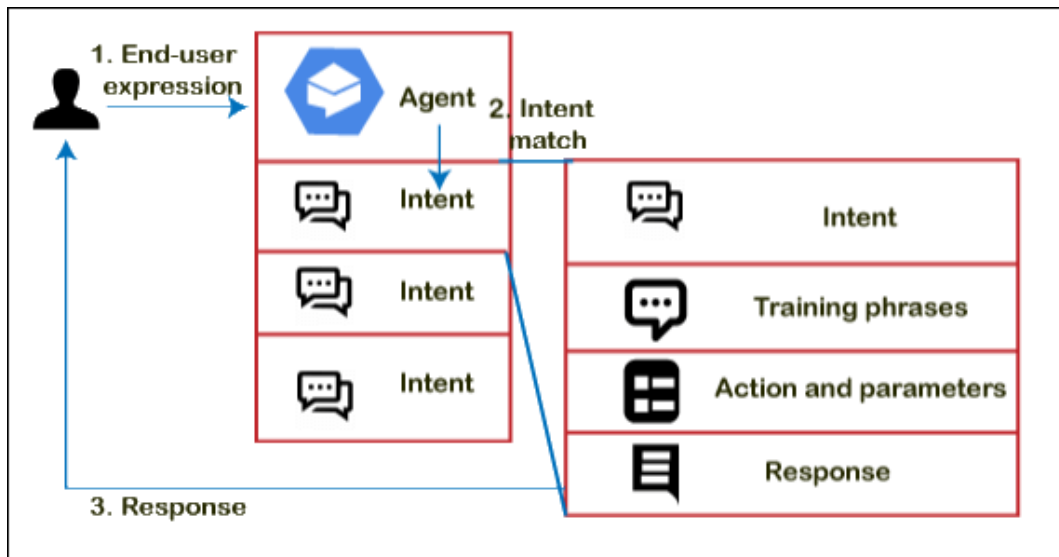 1. End-user
expression
Agent
2. Intent
match
Intent
Intent
Intent
Intent
Training phrases
Action and parameters
Response
3. Response